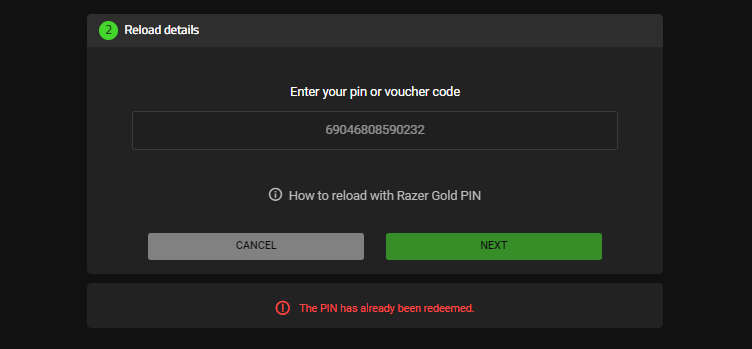 2 Reload details
Enter your pin or voucher code
69046808590232
How to reload with Razer Gold PIN
CANCEL NEXT
The PIN has already been redeemed.